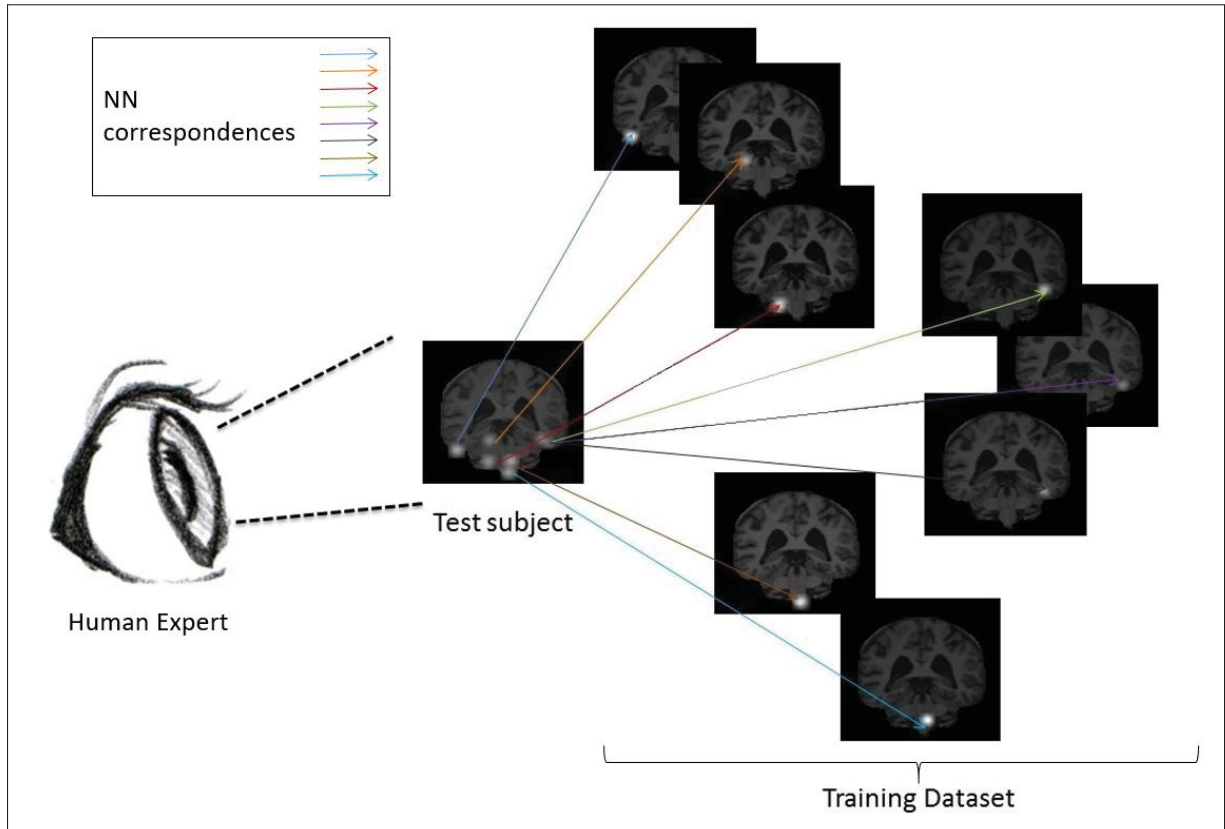 NN
correspondences
Test subject
Human Expert
Training Dataset